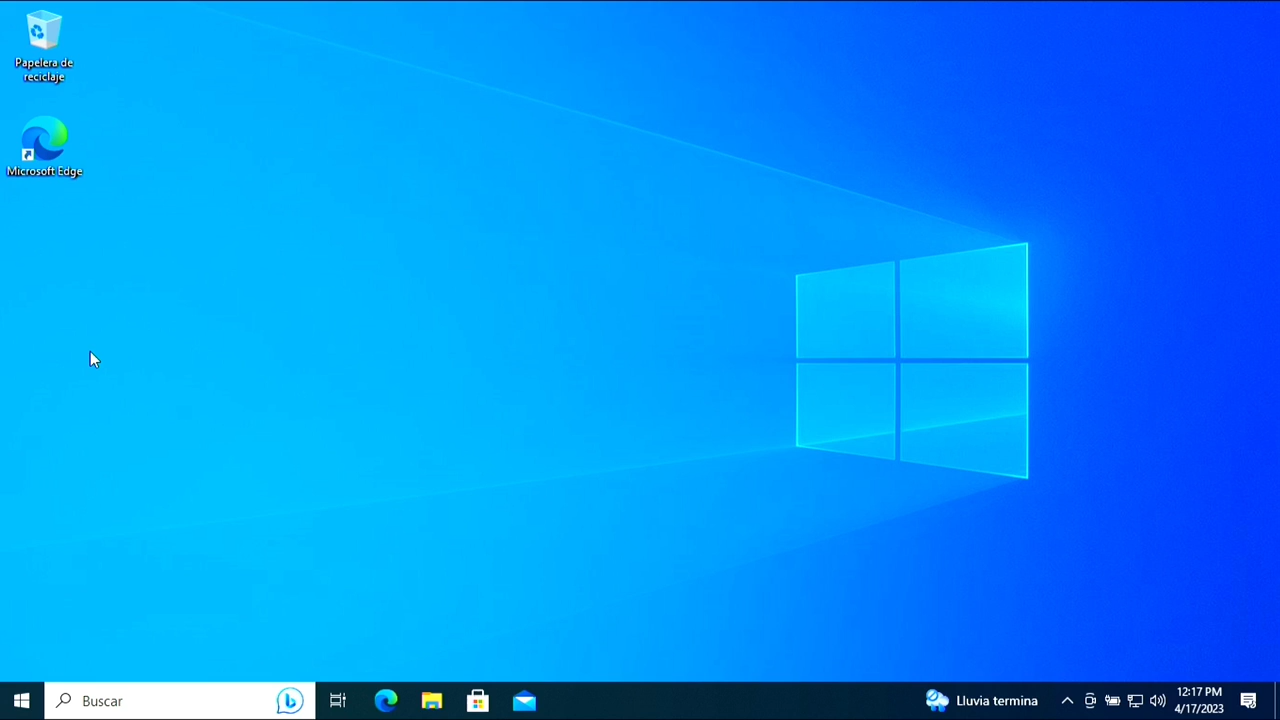 Papelera de
reciclaje
Microsoft Edge
Buscar
Lluvia termina
12:17 PM
4/17/2023